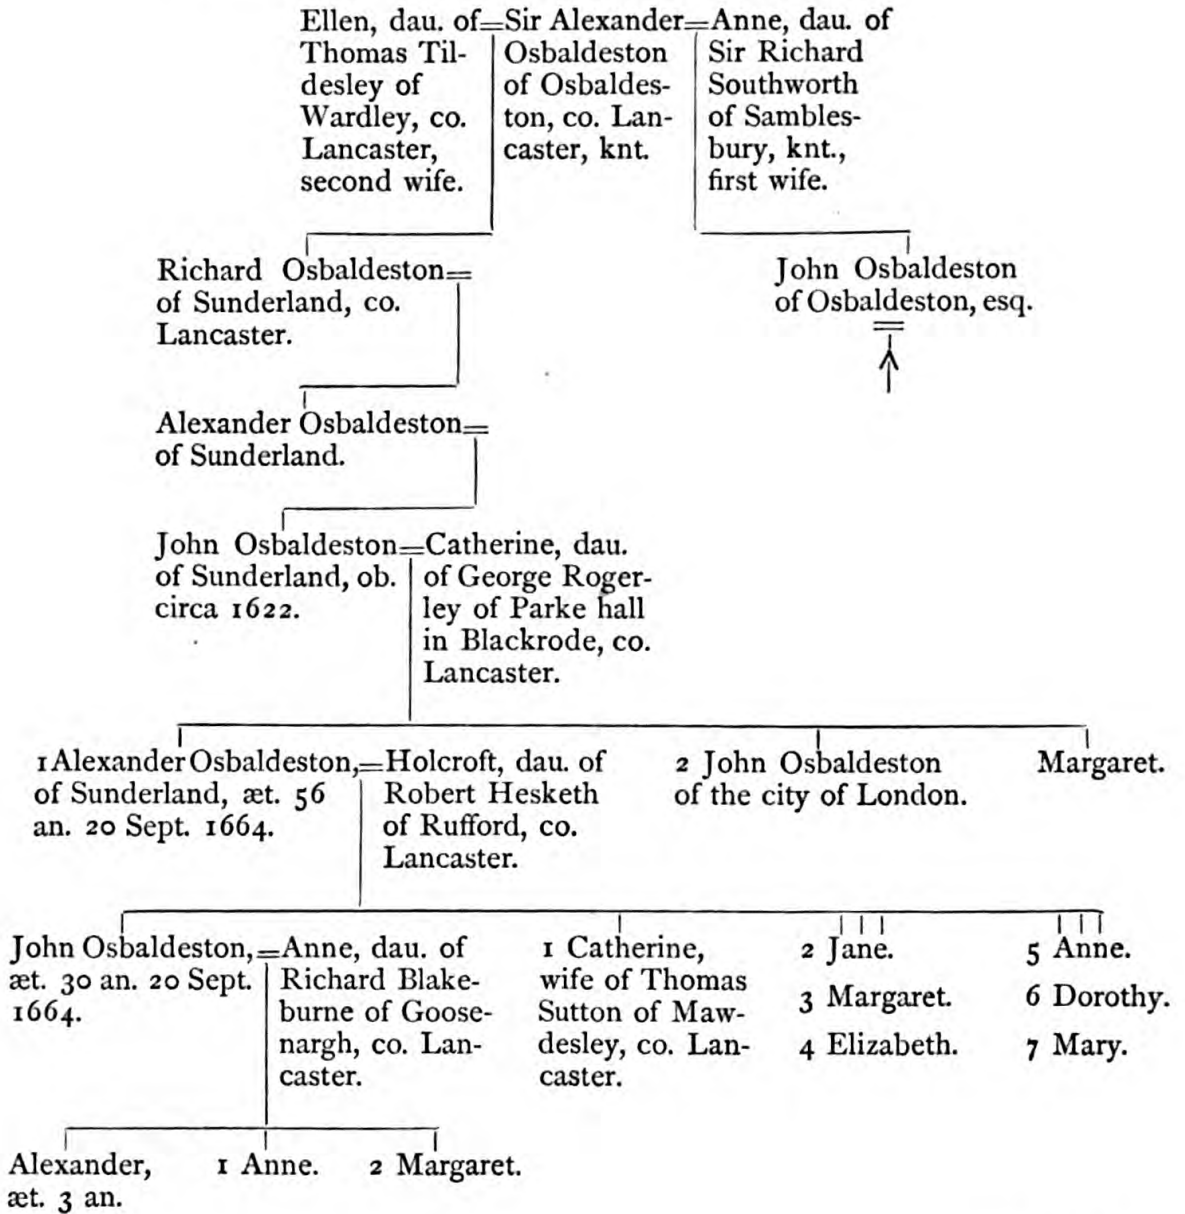 Ellen, dau. of=Sir Alexander=Anne, dau. of
Thomas Til-
desley of
Wardley, co.
Lancaster,
second wife.
Osbaldeston
of Osbaldes-
ton, co. Lan-
caster, knt.
Sir Richard
Southworth
of Sambles-
bury, knt.,
first wife.
Richard Osbaldeston=
of Sunderland, co.
Lancaster.
John Osbaldeston
of Osbaldeston, esq.
=
Alexander Osbaldeston=
of Sunderland.
John Osbaldeston=Catherine, dau.
of Sunderland, ob.
circa 1622.
of George Roger-
ley of Parke hall
in Blackrode, co.
Lancaster.
1 Alexander Osbaldeston,=Holcroft, dau. of
of Sunderland, æt. 56
an. 20 Sept. 1664.
Robert Hesketh
of Rufford, co.
Lancaster.
2 John Osbaldeston
of the city of London.
Margaret.
John Osbaldeston,=Anne, dau. of
æt. 30 an. 20 Sept.
1664.
Richard Blake-
burne of Goose-
nargh, co. Lan-
caster.
1 Catherine,
wife of Thomas
Sutton of Maw-
desley, co. Lan-
caster.
2 Jane.
3 Margaret.
4 Elizabeth.
5 Anne.
6 Dorothy.
7 Mary.
Alexander,
æt. 3 an.
1 Anne.
2 Margaret.